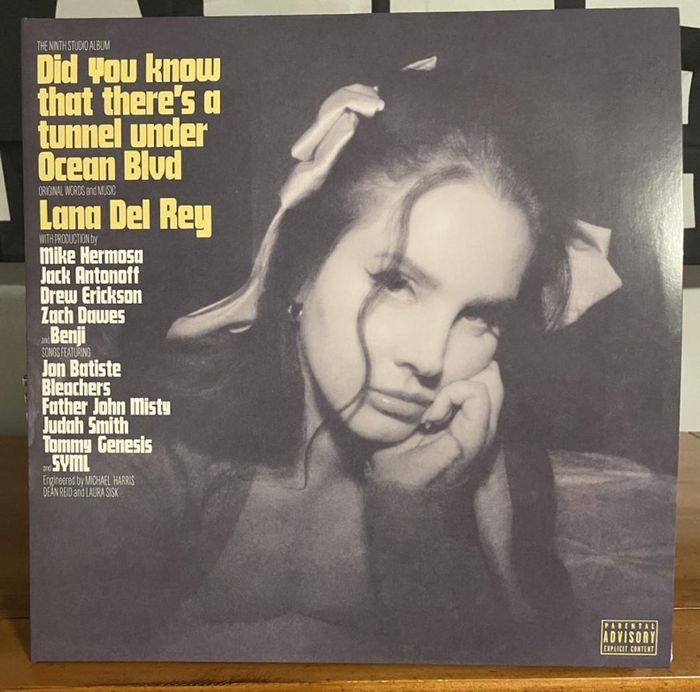 THE NINTH STUDIO ALBUM
Did you know
that there's a
tunnel under
Ocean Blvd
ORIGINAL WORDS and MUSIC
Lana Del Rey
WITH PRODUCTION by
Mike Hermosa
Jack Antonoff
Drew Erickson
Zach Dawes
and Benji
SONGS FEATURING
Jon Batiste
Bleachers
Father John Misty
Judah Smith
Tommy Genesis
and SYML
Engineered by MICHAEL HARRIS
DEAN REID and LAURA SISK
PARENTAL
ADVISORY
EXPLICIT CONTENT